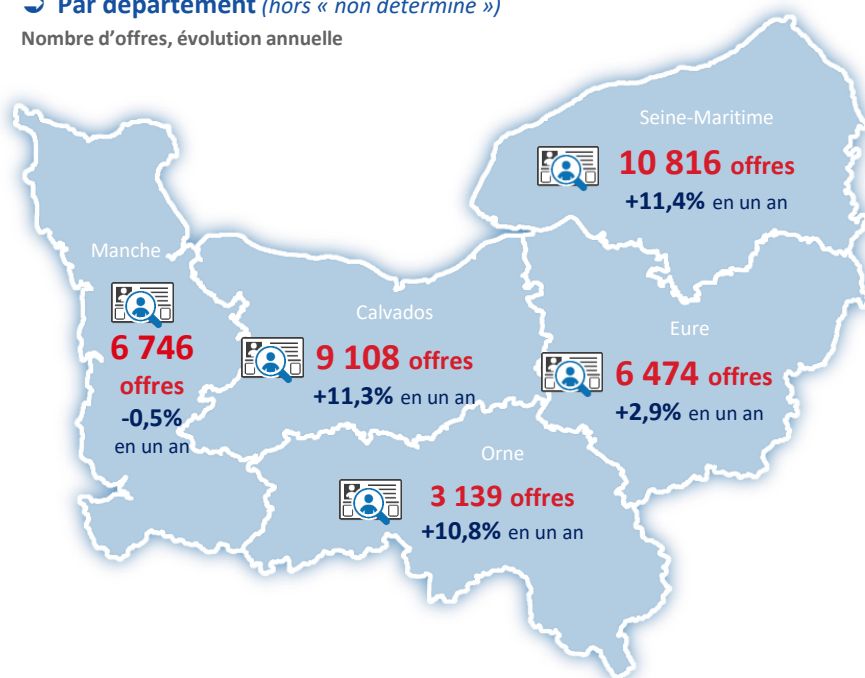 Par département (hors « non déterminé »)
Nombre d’offres, évolution annuelle
Seine-Maritime
10 816 offres
+11,4% en un an
Manche
6 746
offres
-0,5%
en un an
Calvados
9 108 offres
+11,3% en un an
Eure
6 474 offres
+2,9% en un an
Orne
3 139 offres
+10,8% en un an